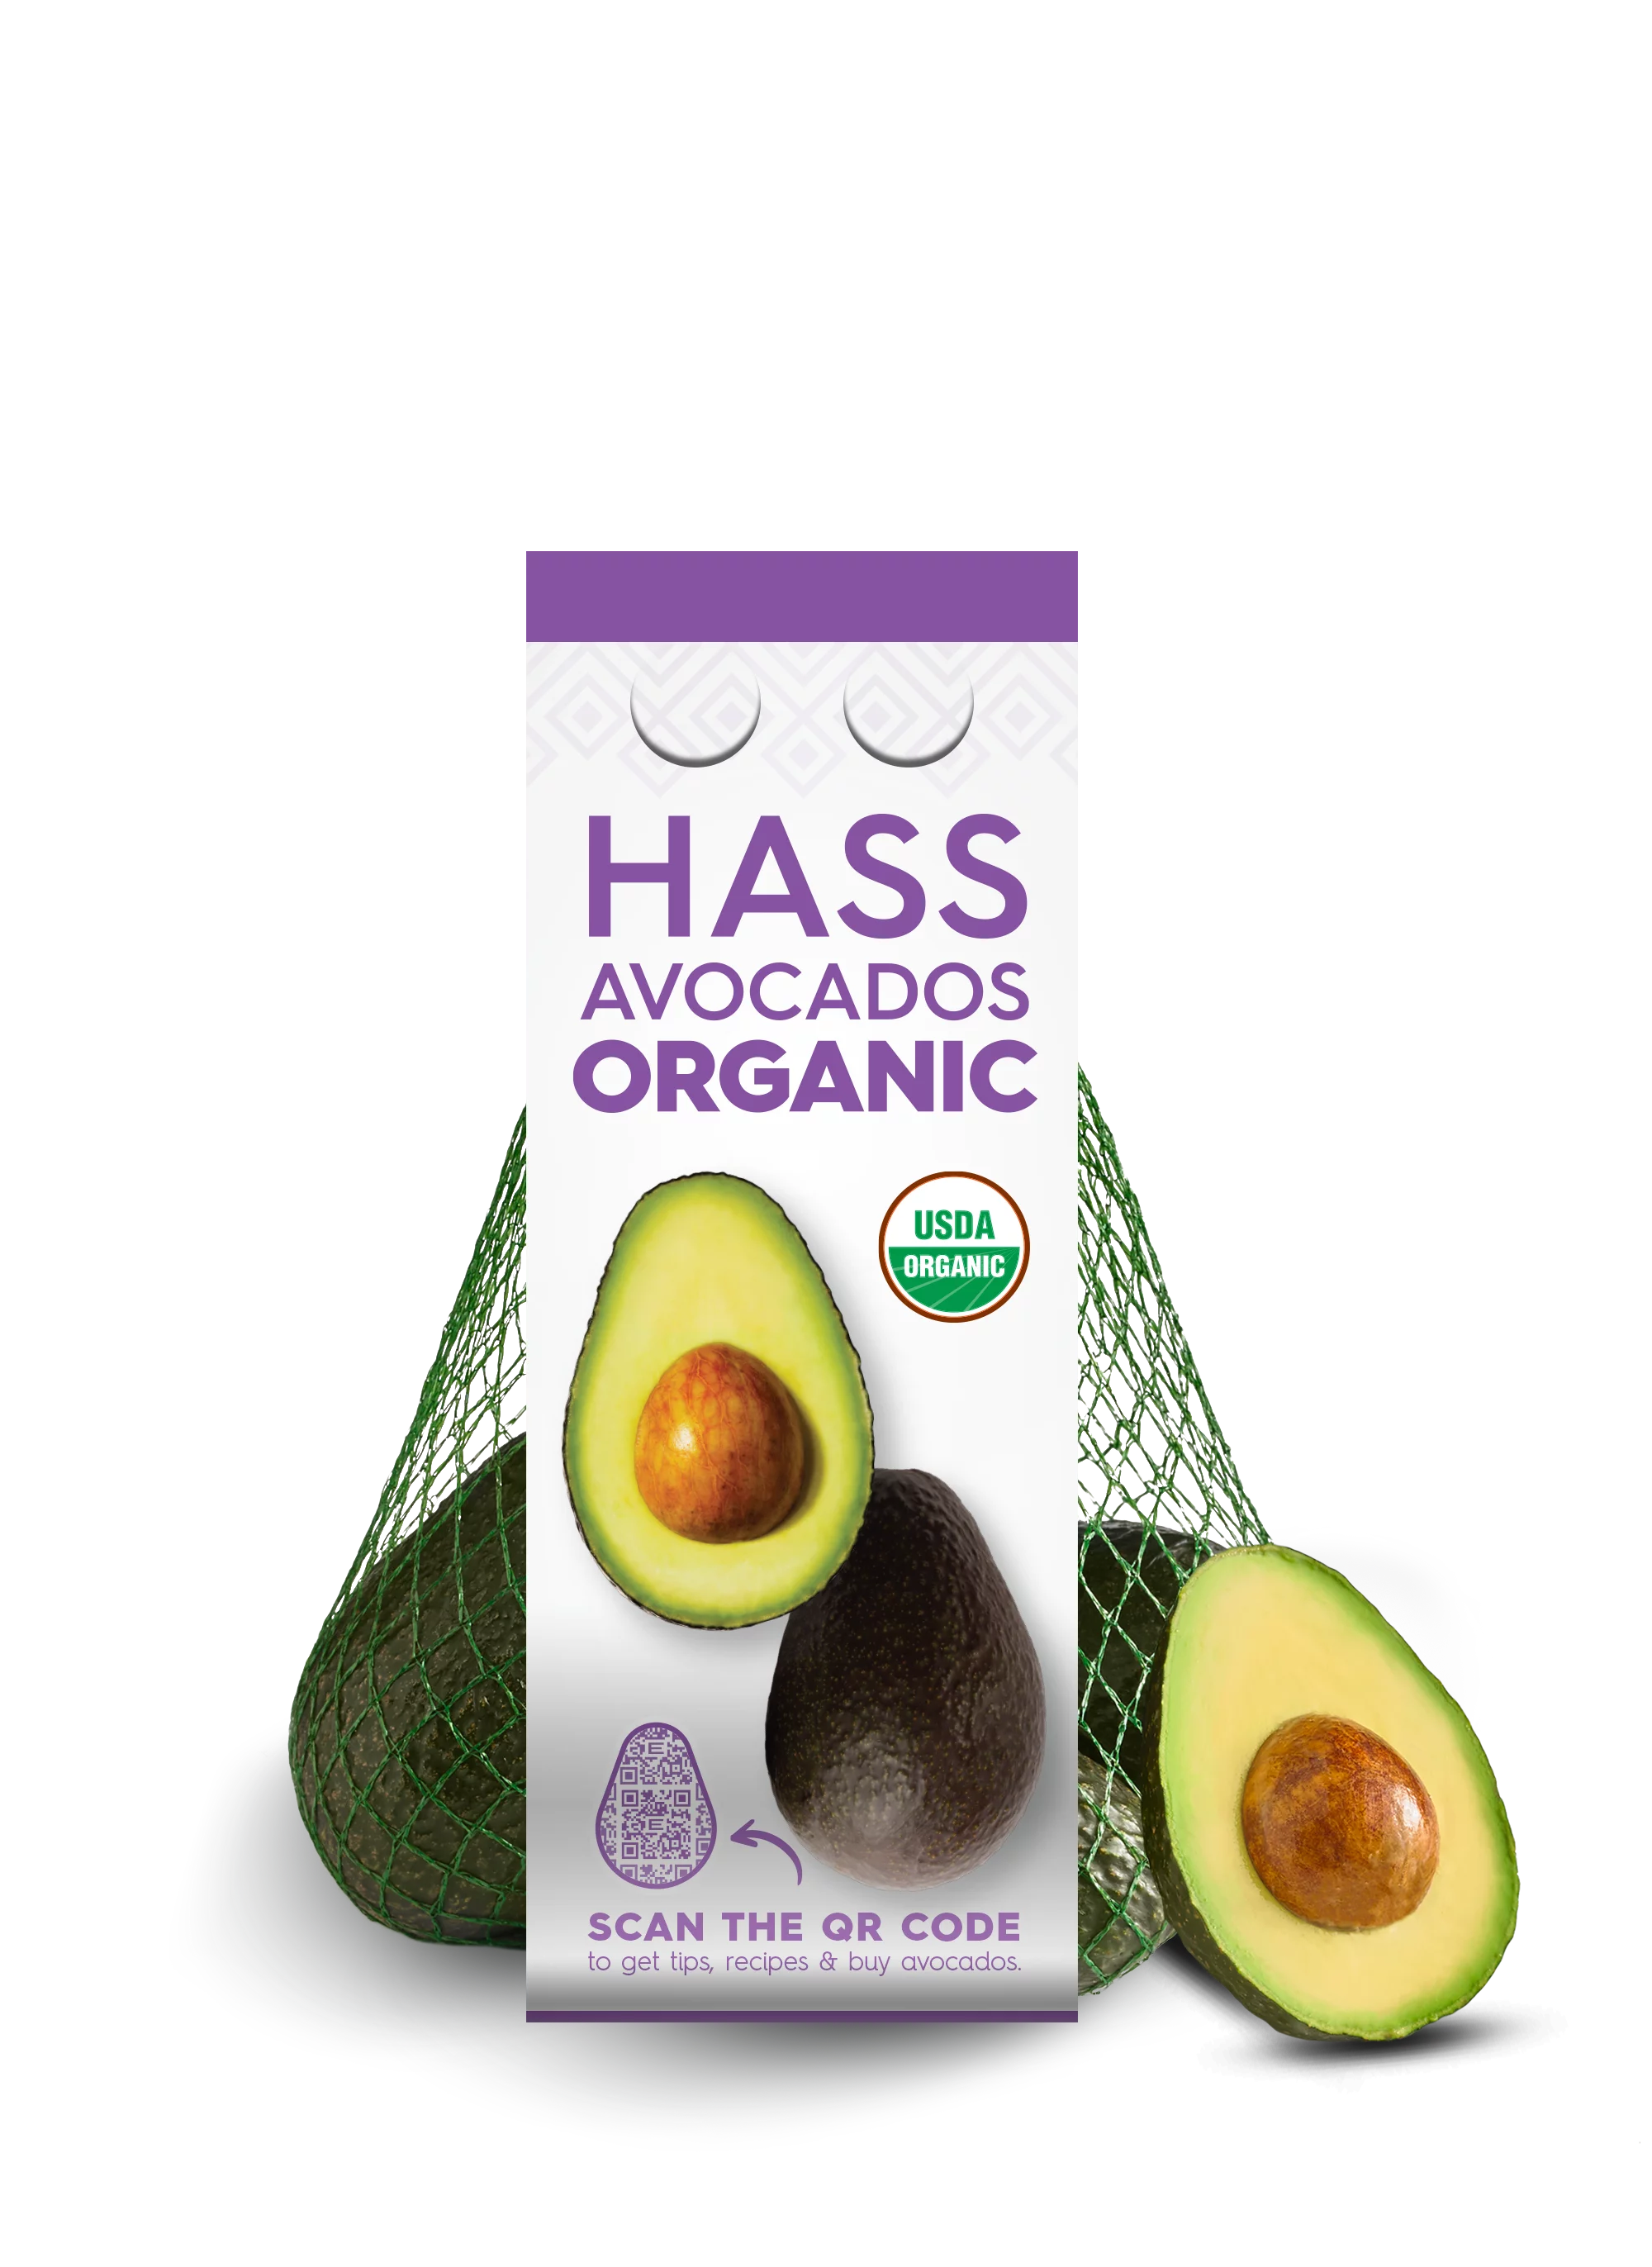 HASS
AVOCADOS
ORGANIC
USDA
ORGANIC
SCAN THE QR CODE
to get tips, recipes & buy avocados.